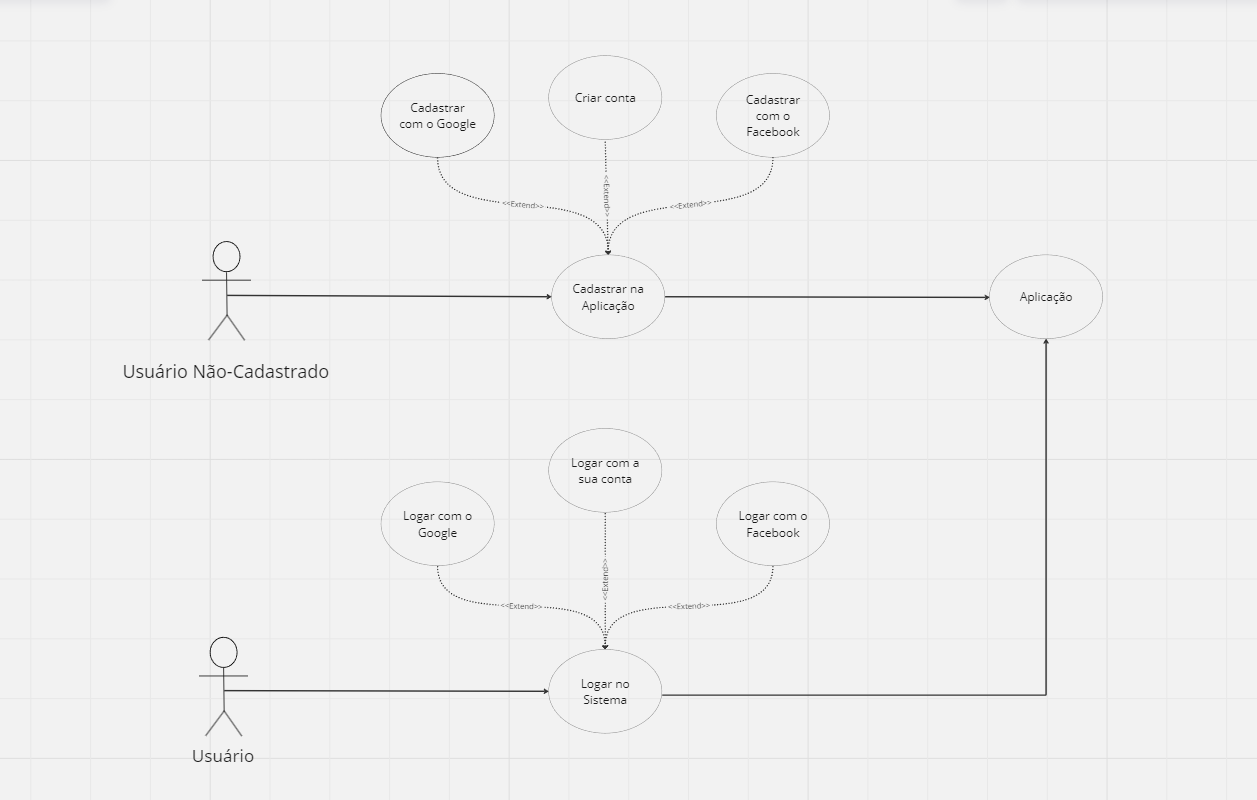 Criar conta
Cadastrar
com o Google
Cadastrar
com o
Facebook
<<Extend>>
<<Extend>>
<<Extend>>
Cadastrar na
Aplicação
Aplicação
Usuário Não-Cadastrado
Logar com a
sua conta
Logar com o
Google
Logar com o
Facebook
<<Extend>>
<<Extend>>
<<Extend>>
Logar no
Sistema
Usuário